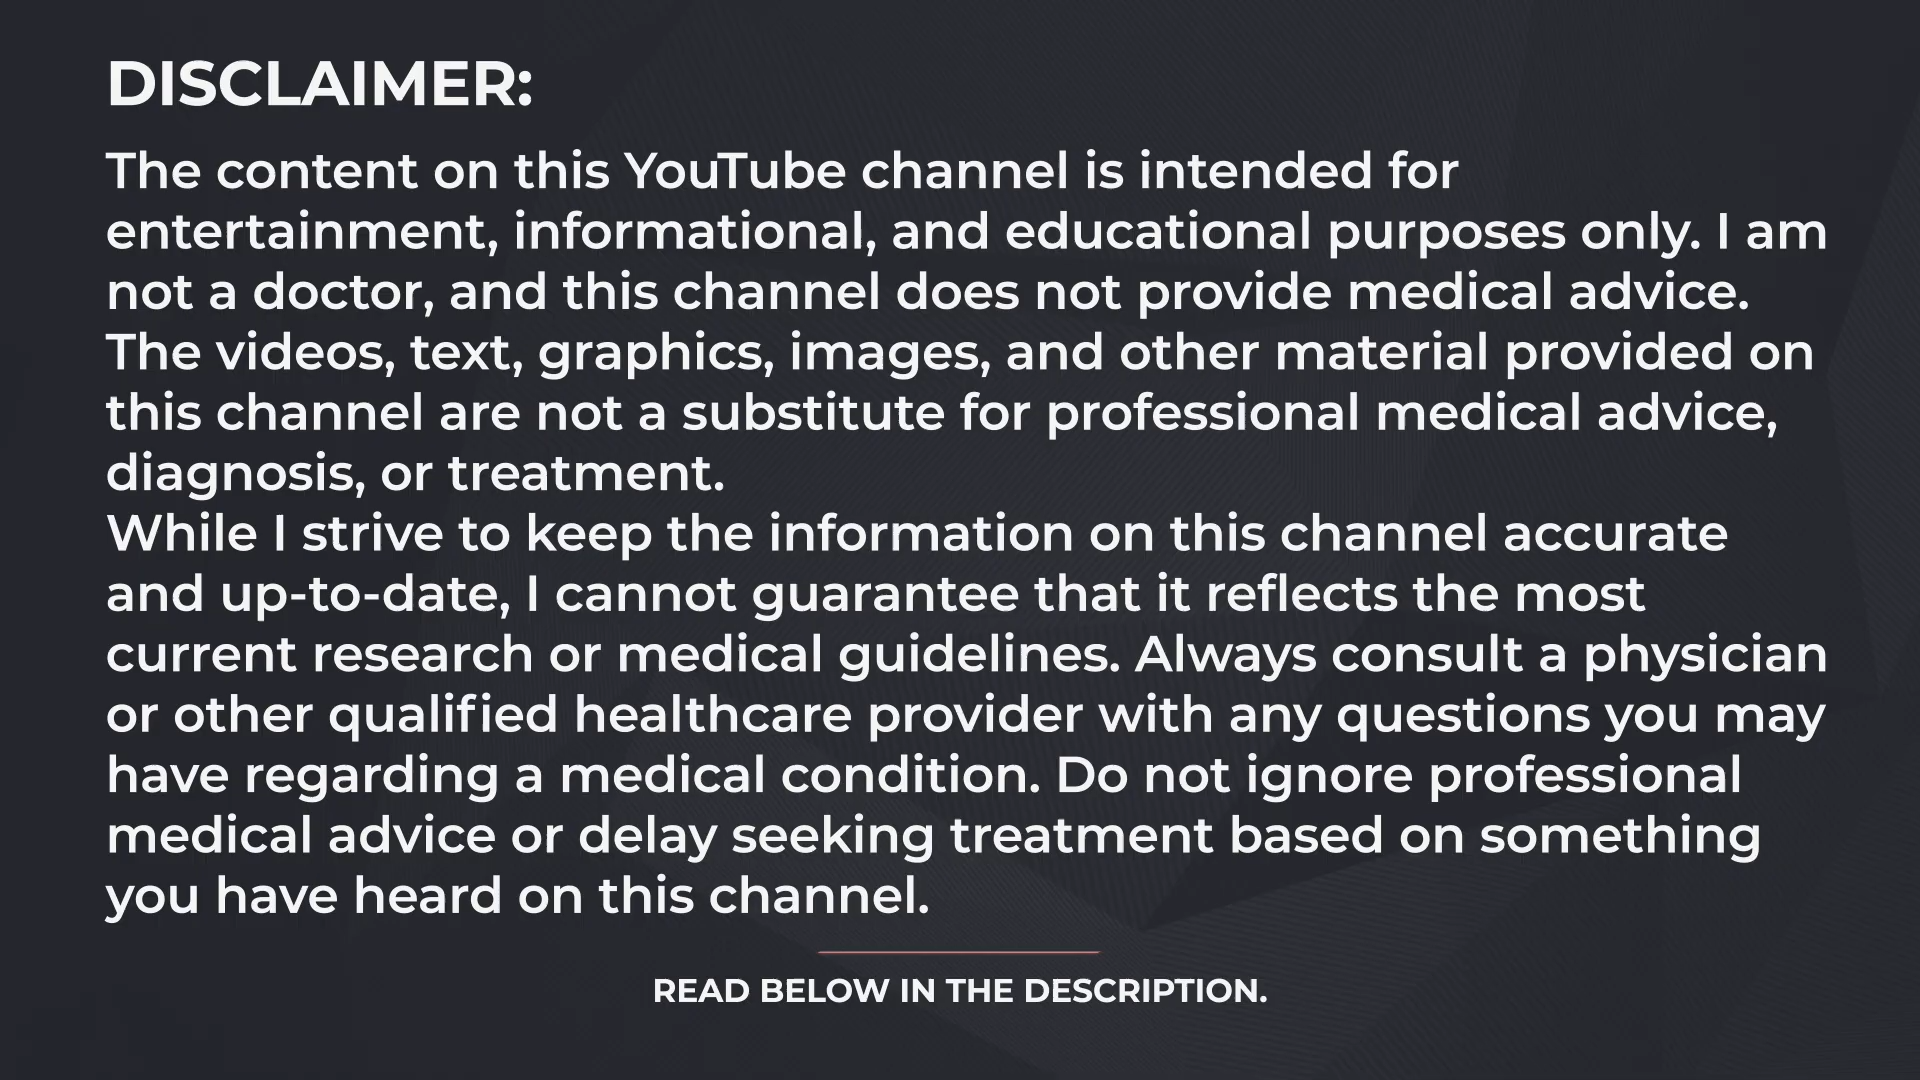 DISCLAIMER:
The content on this YouTube channel is intended for
entertainment, informational, and educational purposes only. I am
not a doctor, and this channel does not provide medical advice.
The videos, text, graphics, images, and other material provided on
this channel are not a substitute for professional medical advice,
diagnosis, or treatment.
While I strive to keep the information on this channel accurate
and up-to-date, I cannot guarantee that it reflects the most
current research or medical guidelines. Always consult a physician
or other qualified healthcare provider with any questions you may
have regarding a medical condition. Do not ignore professional
medical advice or delay seeking treatment based on something
you have heard on this channel.
READ BELOW IN THE DESCRIPTION.